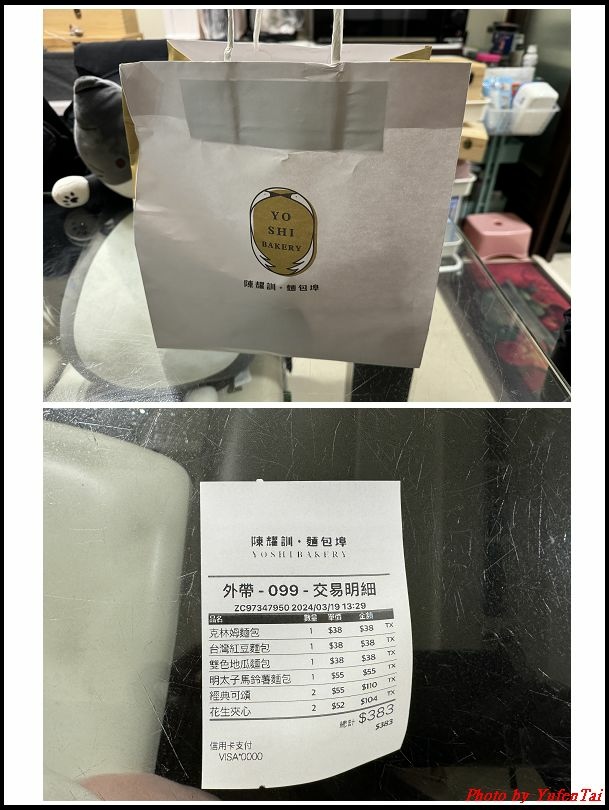 YO
SHI
BAKERY
陳耀訓・麵包埠
陳耀訓・麵包埠
YOSHI BAKERY
外帶 - 099 - 交易明細
ZC97347950 2024/03/19 13:29
品名 數量 單價 金額
克林姆麵包 1 $38 $38 TX
台灣紅豆麵包 1 $38 $38 TX
雙色地瓜麵包 1 $38 $38 TX
明太子馬鈴薯麵包 1 $55 $55 TX
經典可頌 2 $55 $110 TX
花生夾心 2 $52 $104 TX
總計 $383
$383
信用卡支付
VISA*0000
Photo by YufenTai